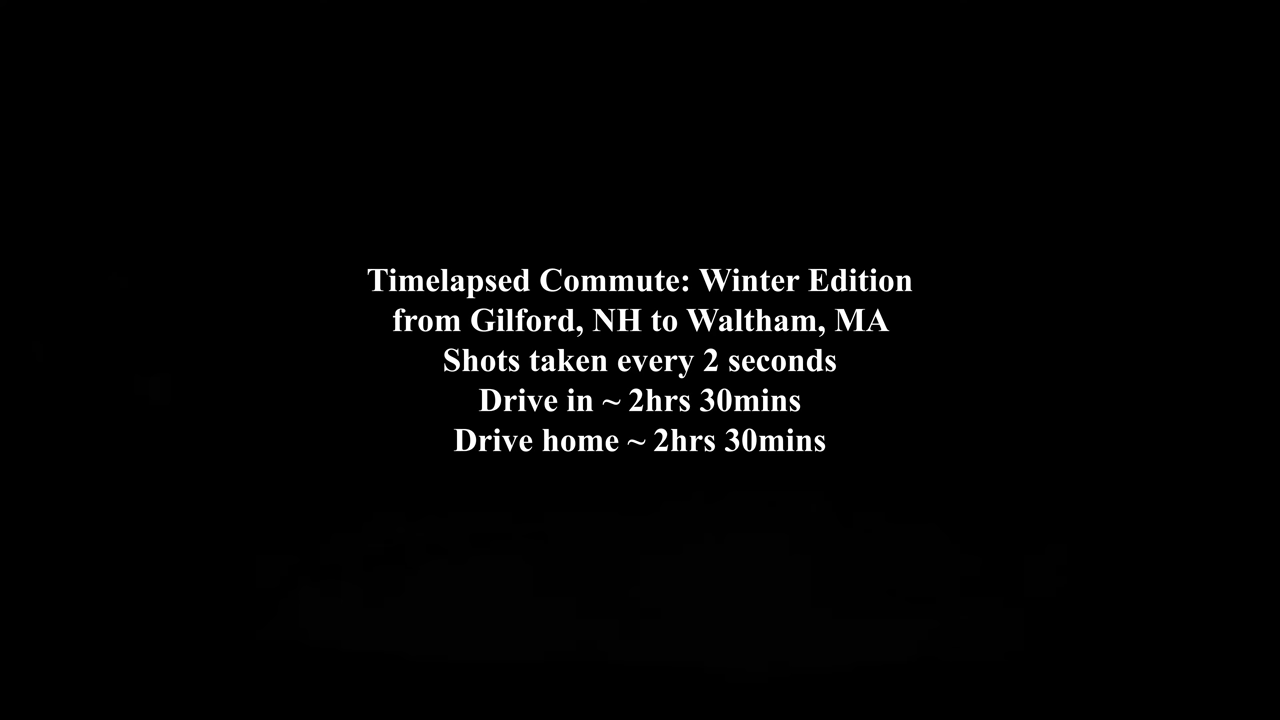 Timelapsed Commute: Winter Edition
from Gilford, NH to Waltham, MA
Shots taken every 2 seconds
Drive in ~ 2hrs 30mins
Drive home ~ 2hrs 30mins